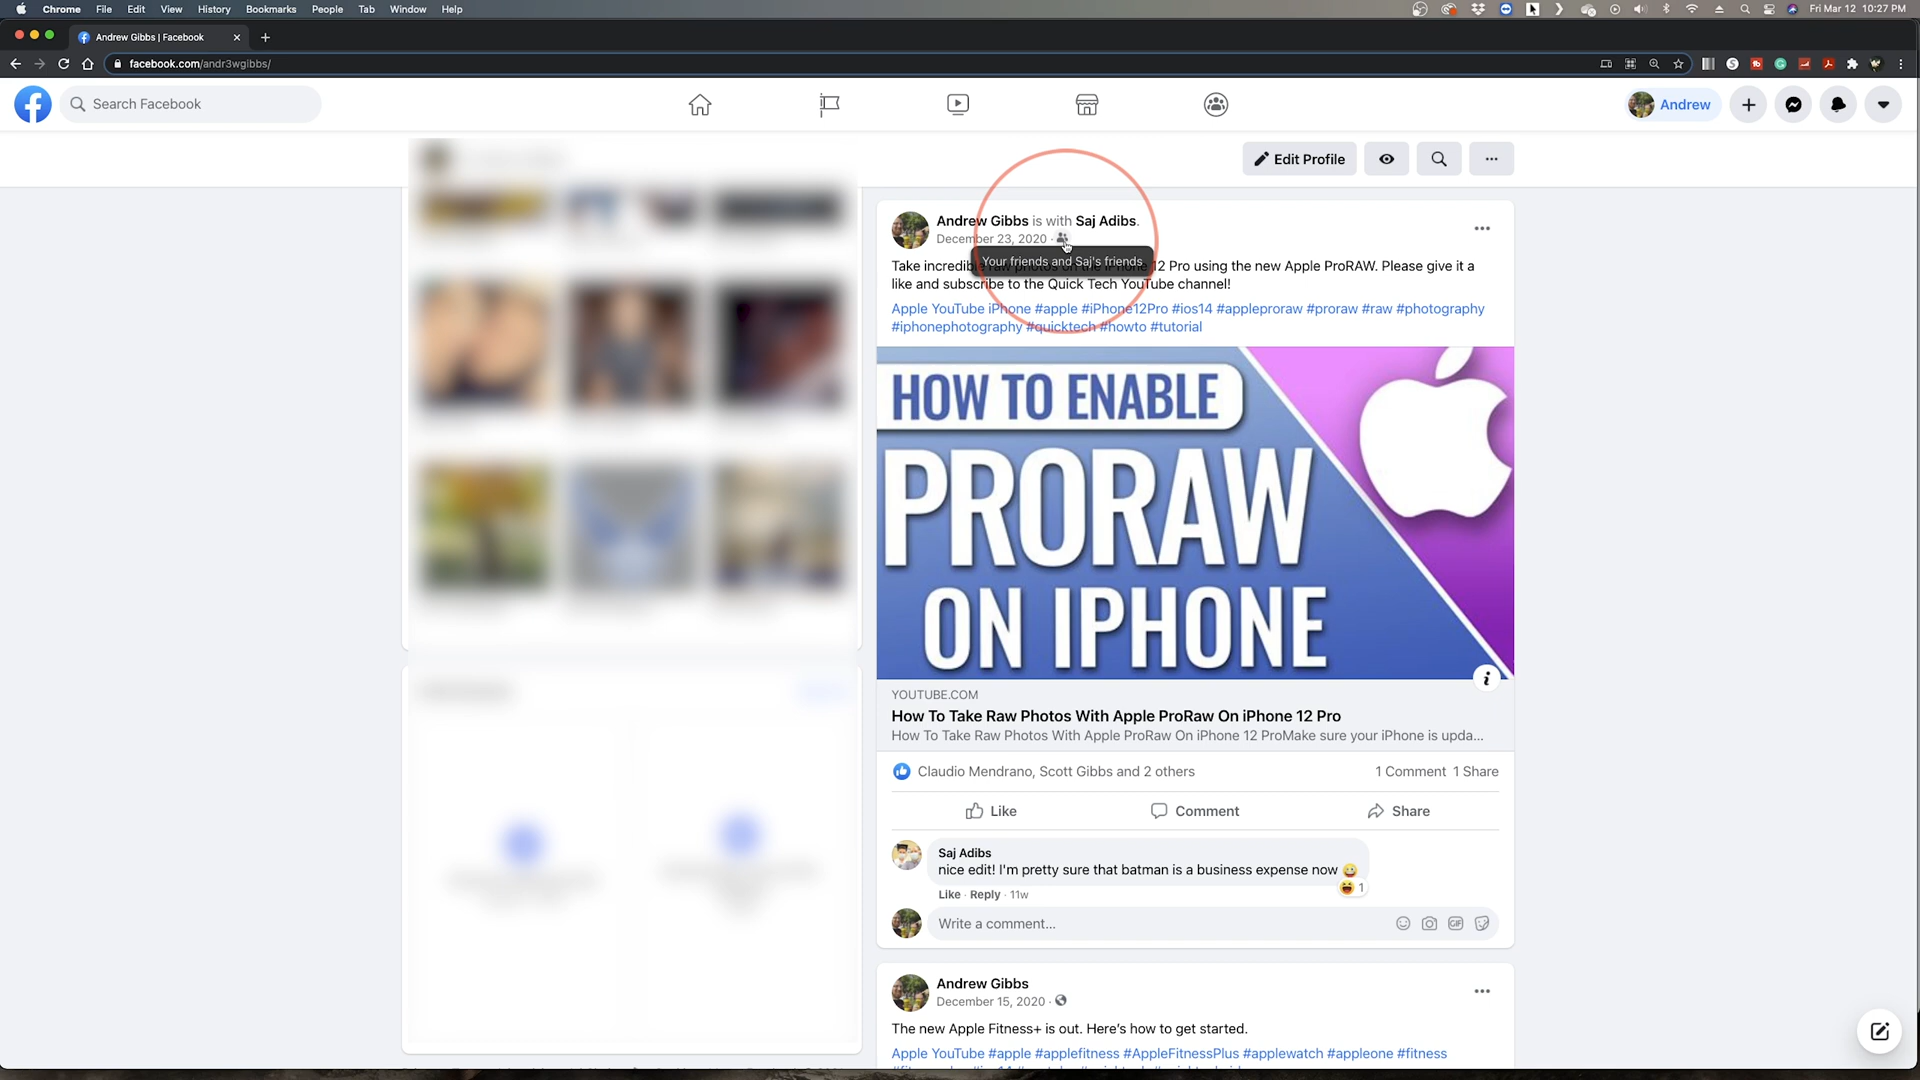 Chrome File Edit View History Bookmarks People Tab Window Help
Fri Mar 12 10:27 PM
Andrew Gibbs | Facebook
facebook.com/andr3wgibbs/
Search Facebook
Andrew
Edit Profile
Andrew Gibbs is with Saj Adibs.
December 23, 2020 ·
Your friends and Saj's friends
Take incredible raw photos on the iPhone 12 Pro using the new Apple ProRAW. Please give it a
like and subscribe to the Quick Tech YouTube channel!
Apple YouTube iPhone #apple #iPhone12Pro #ios14 #appleproraw #proraw #raw #photography
#iphonephotography #quicktech #howto #tutorial
HOW TO ENABLE
PRORAW
ON IPHONE
YOUTUBE.COM
How To Take Raw Photos With Apple ProRaw On iPhone 12 Pro
How To Take Raw Photos With Apple ProRaw On iPhone 12 ProMake sure your iPhone is upda...
Claudio Mendrano, Scott Gibbs and 2 others
1 Comment 1 Share
Like
Comment
Share
Saj Adibs
nice edit! I'm pretty sure that batman is a business expense now
1
Like · Reply · 11w
Write a comment...
GIF
Andrew Gibbs
December 15, 2020 ·
The new Apple Fitness+ is out. Here's how to get started.
Apple YouTube #apple #applefitness #AppleFitnessPlus #applewatch #appleone #fitness